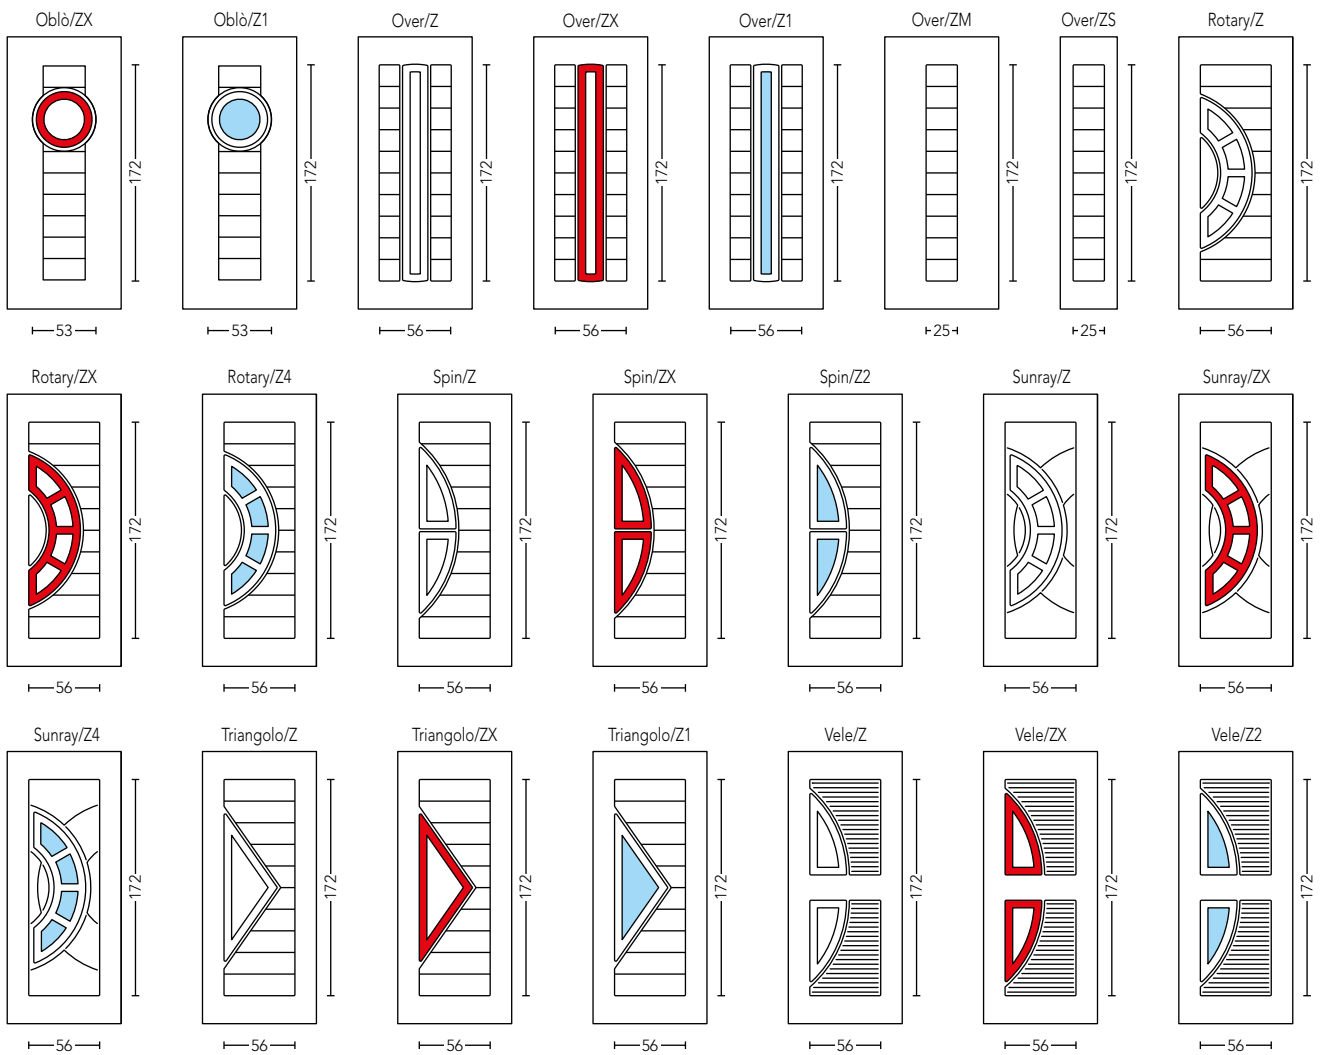 Oblò/ZX Oblò/Z1 Over/Z Over/ZX Over/Z1 Over/ZM Over/ZS Rotary/Z
172 172 172 172 172 172 172 172
53 53 56 56 56 25 25 56
Rotary/ZX Rotary/Z4 Spin/Z Spin/ZX Spin/Z2 Sunray/Z Sunray/ZX
172 172 172 172 172 172 172
56 56 56 56 56 56 56
Sunray/Z4 Triangolo/Z Triangolo/ZX Triangolo/Z1 Vele/Z Vele/ZX Vele/Z2
172 172 172 172 172 172 172
56 56 56 56 56 56 56